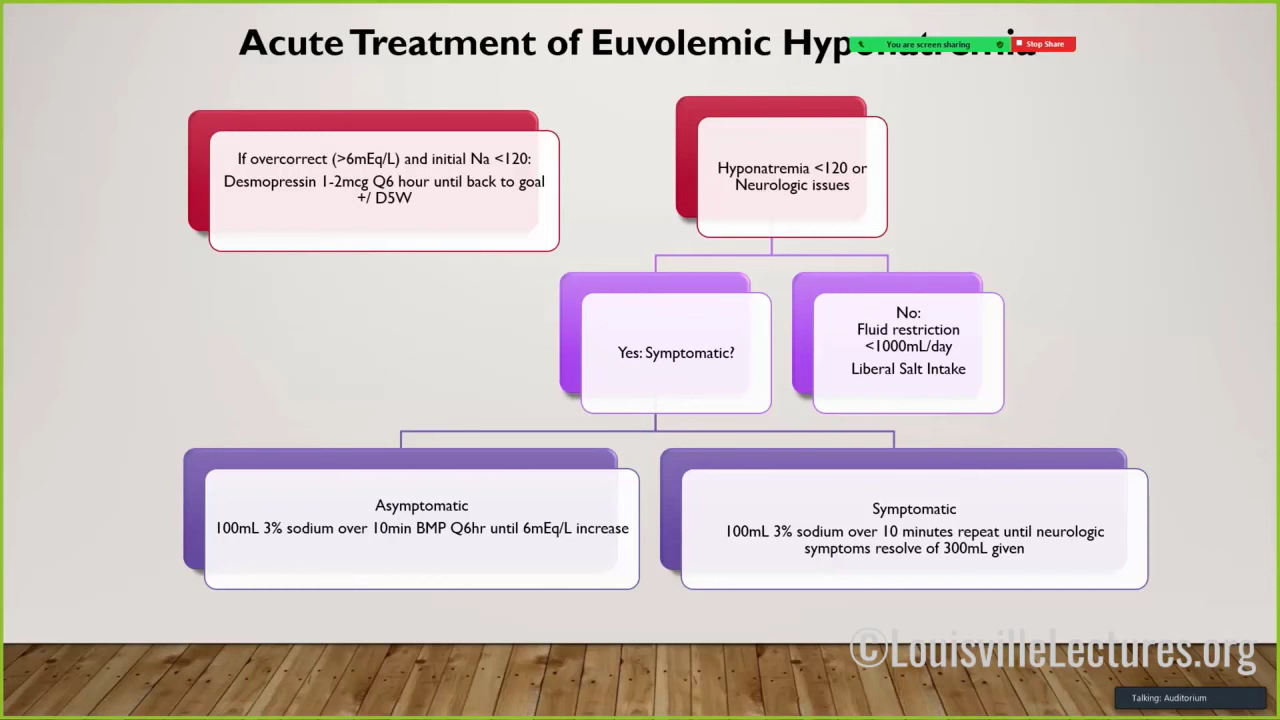 Acute Treatment of Euvolemic Hyponatremia
You are screen sharing
Stop Share
If overcorrect (>6mEq/L) and initial Na <120:
Desmopressin 1-2mcg Q6 hour until back to goal
+/ D5W
Hyponatremia <120 or
Neurologic issues
Yes: Symptomatic?
No:
Fluid restriction
<1000mL/day
Liberal Salt Intake
Asymptomatic
100mL 3% sodium over 10min BMP Q6hr until 6mEq/L increase
Symptomatic
100mL 3% sodium over 10 minutes repeat until neurologic
symptoms resolve of 300mL given
©LouisvilleLectures.org
Talking: Auditorium